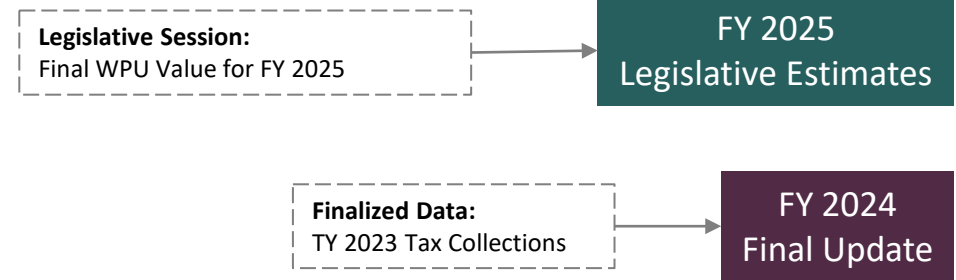 Legislative Session:
Final WPU Value for FY 2025
FY 2025
Legislative Estimates
Finalized Data:
TY 2023 Tax Collections
FY 2024
Final Update